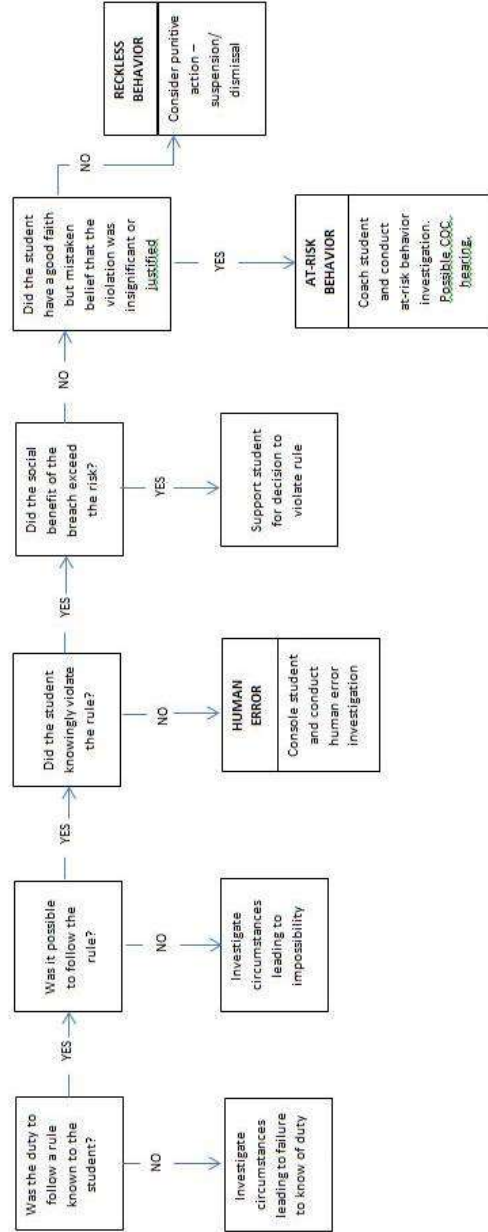 Was the duty to
follow a rule
known to the
student?
YES
NO
Investigate
circumstances
leading to failure
to know of duty
Was it possible
to follow the
rule?
YES
NO
Investigate
circumstances
leading to
impossibility
Did the student
knowingly violate
the rule?
YES
NO
HUMAN
ERROR
Console student
and conduct
human error
investigation
Did the social
benefit of the
breach exceed
the risk?
NO
YES
Support student
for decision to
violate rule
Did the student
have a good faith
but mistaken
belief that the
violation was
insignificant or
justified
NO
YES
RECKLESS
BEHAVIOR
Consider punitive
action –
suspension/
dismissal
AT-RISK
BEHAVIOR
Coach student
and conduct
at-risk behavior
investigation.
Possible COC
hearing.